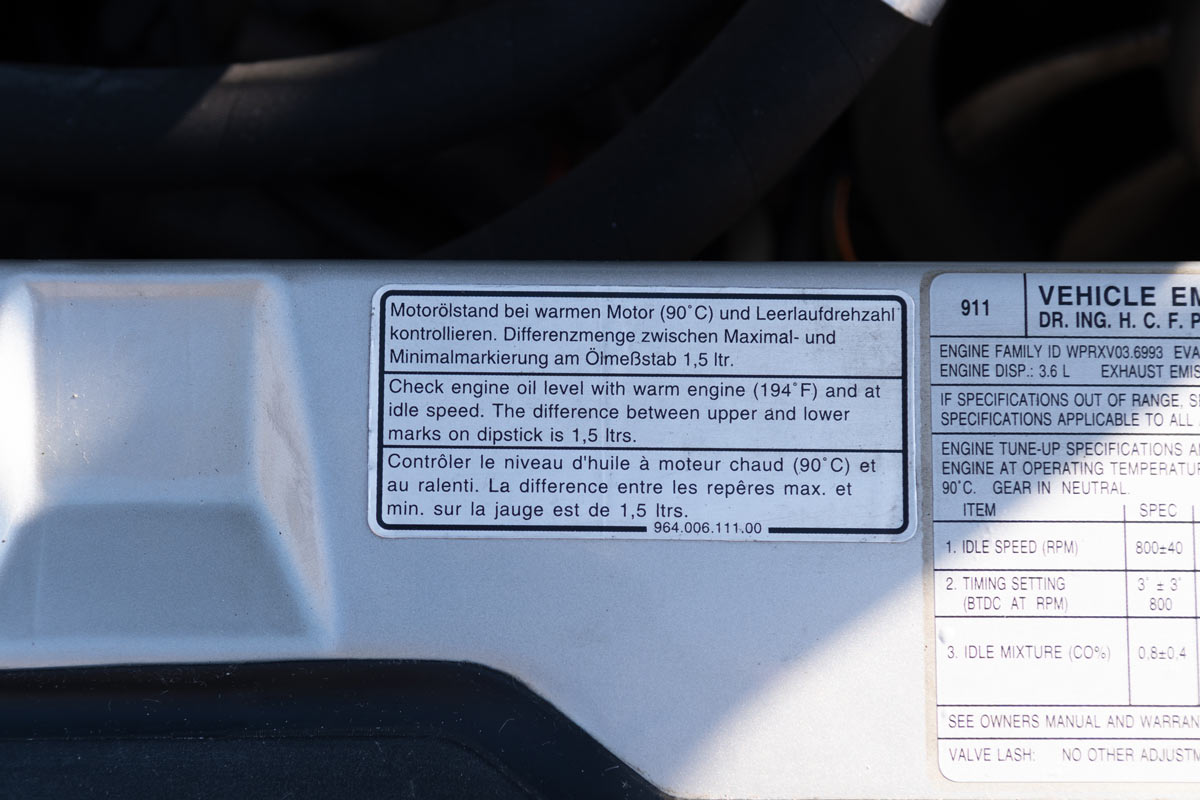 Motorölstand bei warmen Motor (90°C) und Leerlaufdrehzahl
kontrollieren. Differenzmenge zwischen Maximal- und
Minimalmarkierung am Ölmeßstab 1,5 ltr.
Check engine oil level with warm engine (194°F) and at
idle speed. The difference between upper and lower
marks on dipstick is 1,5 ltrs.
Contrôler le niveau d'huile à moteur chaud (90°C) et
au ralenti. La difference entre les repêres max. et
min. sur la jauge est de 1,5 ltrs.
964.006.111.00
911
VEHICLE
DR. ING. H. C. F.
ENGINE FAMILY ID WPRXV03.6993
ENGINE DISP.: 3.6 L EXHAUST
IF SPECIFICATIONS OUT OF RANGE,
SPECIFICATIONS APPLICABLE TO ALL
ENGINE TUNE-UP SPECIFICATIONS
ENGINE AT OPERATING
90°C. GEAR IN NEUTRAL.
ITEM SPEC
1. IDLE SPEED (RPM) 800±40
2. TIMING SETTING 3° ± 3°
(BTDC AT RPM) 800
3. IDLE MIXTURE (CO%) 0,8±0,4
SEE OWNERS MANUAL AND
VALVE LASH: NO OTHER